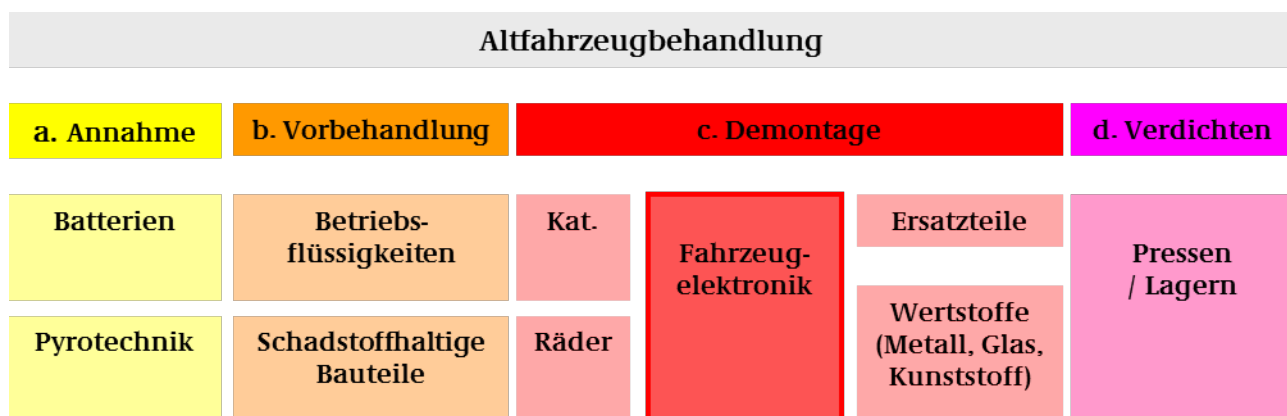 Altfahrzeugbehandlung
a. Annahme
b. Vorbehandlung
c. Demontage
d. Verdichten
Batterien
Pyrotechnik
Betriebs-
flüssigkeiten
Schadstoffhaltige
Bauteile
Kat.
Räder
Fahrzeug-
elektronik
Ersatzteile
Wertstoffe
(Metall, Glas,
Kunststoff)
Pressen
/ Lagern